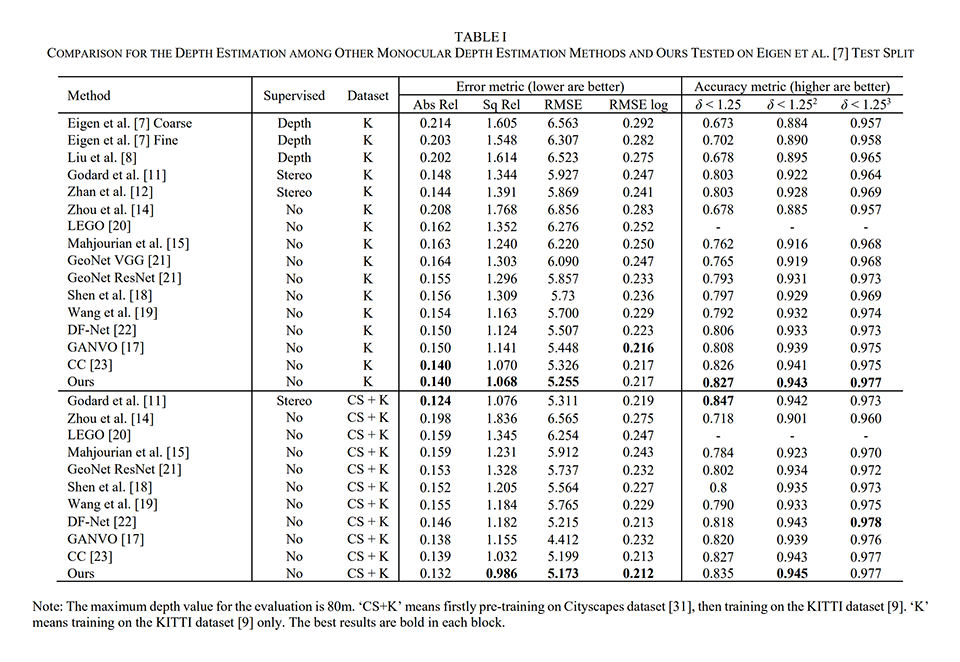 TABLE I
COMPARISON FOR THE DEPTH ESTIMATION AMONG OTHER MONOCULAR DEPTH ESTIMATION METHODS AND OURS TESTED ON EIGEN ET AL. [7] TEST SPLIT
Method Supervised Dataset Error metric (lower are better) Accuracy metric (higher are better)
Abs Rel Sq Rel RMSE RMSE log δ < 1.25 δ < 1.25² δ < 1.25³
Eigen et al. [7] Coarse Depth K 0.214 1.605 6.563 0.292 0.673 0.884 0.957
Eigen et al. [7] Fine Depth K 0.203 1.548 6.307 0.282 0.702 0.890 0.958
Liu et al. [8] Depth K 0.202 1.614 6.523 0.275 0.678 0.895 0.965
Godard et al. [11] Stereo K 0.148 1.344 5.927 0.247 0.803 0.922 0.964
Zhan et al. [12] Stereo K 0.144 1.391 5.869 0.241 0.803 0.928 0.969
Zhou et al. [14] No K 0.208 1.768 6.856 0.283 0.678 0.885 0.957
LEGO [20] No K 0.162 1.352 6.276 0.252 - - -
Mahjourian et al. [15] No K 0.163 1.240 6.220 0.250 0.762 0.916 0.968
GeoNet VGG [21] No K 0.164 1.303 6.090 0.247 0.765 0.919 0.968
GeoNet ResNet [21] No K 0.155 1.296 5.857 0.233 0.793 0.931 0.973
Shen et al. [18] No K 0.156 1.309 5.73 0.236 0.797 0.929 0.969
Wang et al. [19] No K 0.154 1.163 5.700 0.229 0.792 0.932 0.974
DF-Net [22] No K 0.150 1.124 5.507 0.223 0.806 0.933 0.973
GANVO [17] No K 0.150 1.141 5.448 0.216 0.808 0.939 0.975
CC [23] No K 0.140 1.070 5.326 0.217 0.826 0.941 0.975
Ours No K 0.140 1.068 5.255 0.217 0.827 0.943 0.977
Godard et al. [11] Stereo CS + K 0.124 1.076 5.311 0.219 0.847 0.942 0.973
Zhou et al. [14] No CS + K 0.198 1.836 6.565 0.275 0.718 0.901 0.960
LEGO [20] No CS + K 0.159 1.345 6.254 0.247 - - -
Mahjourian et al. [15] No CS + K 0.159 1.231 5.912 0.243 0.784 0.923 0.970
GeoNet ResNet [21] No CS + K 0.153 1.328 5.737 0.232 0.802 0.934 0.972
Shen et al. [18] No CS + K 0.152 1.205 5.564 0.227 0.8 0.935 0.973
Wang et al. [19] No CS + K 0.155 1.184 5.765 0.229 0.790 0.933 0.975
DF-Net [22] No CS + K 0.146 1.182 5.215 0.213 0.818 0.943 0.978
GANVO [17] No CS + K 0.138 1.155 4.412 0.232 0.820 0.939 0.976
CC [23] No CS + K 0.139 1.032 5.199 0.213 0.827 0.943 0.977
Ours No CS + K 0.132 0.986 5.173 0.212 0.835 0.945 0.977
Note: The maximum depth value for the evaluation is 80m. ‘CS+K’ means firstly pre-training on Cityscapes dataset [31], then training on the KITTI dataset [9]. ‘K’
means training on the KITTI dataset [9] only. The best results are bold in each block.